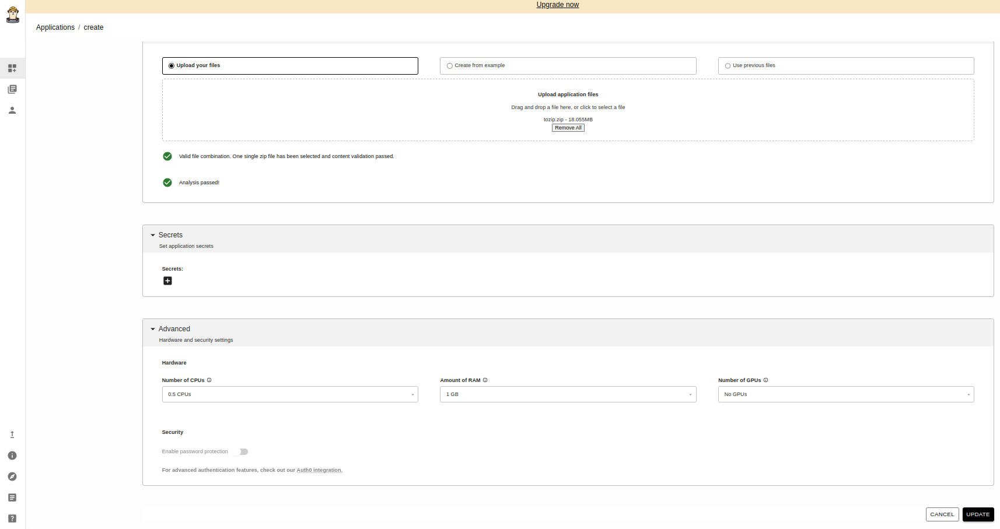 Upgrade now
Applications / create
Upload your files
Create from example
Use previous files
Upload application files
Drag and drop a file here, or click to select a file
tozip.zip - 18.055MB
Remove All
Valid file combination. One single zip file has been selected and content validation passed.
Analysis passed!
Secrets
Set application secrets
Secrets:
Advanced
Hardware and security settings
Hardware
Number of CPUs
Amount of RAM
Number of GPUs
0.5 CPUs
1 GB
No GPUs
Security
Enable password protection
For advanced authentication features, check out our Auth0 integration.
CANCEL
UPDATE